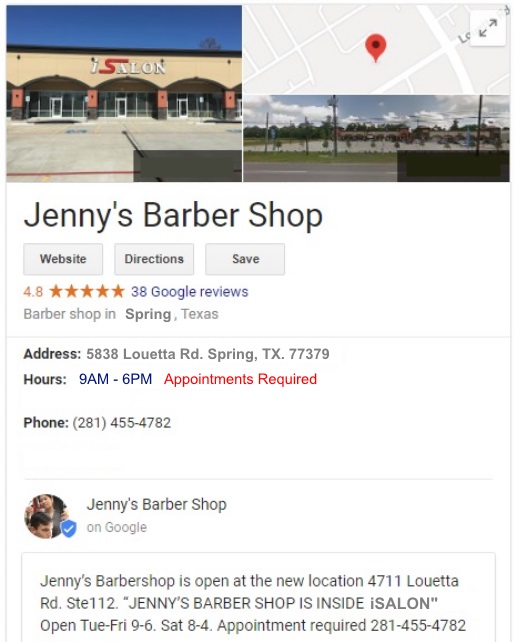 iSALON
Jenny's Barber Shop
Website Directions Save
4.8 ★★★★★ 38 Google reviews
Barber shop in Spring, Texas
Address: 5838 Louetta Rd. Spring, TX. 77379
Hours: 9AM - 6PM Appointments Required
Phone: (281) 455-4782
Jenny's Barber Shop
on Google
Jenny's Barbershop is open at the new location 4711 Louetta
Rd. Ste112. “JENNY'S BARBER SHOP IS INSIDE iSALON"
Open Tue-Fri 9-6. Sat 8-4. Appointment required 281-455-4782